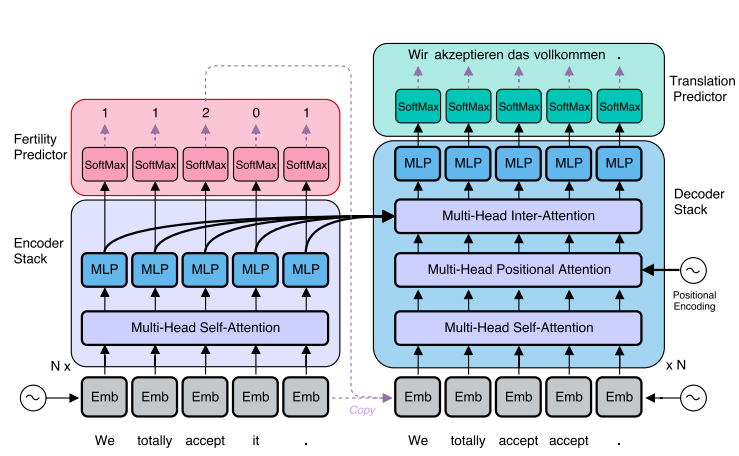 Wir akzeptieren das vollkommen .
Translation
Predictor
SoftMax SoftMax SoftMax SoftMax SoftMax
1 1 2 0 1
Fertility
Predictor
SoftMax SoftMax SoftMax SoftMax SoftMax
MLP MLP MLP MLP MLP
Decoder
Stack
Multi-Head Inter-Attention
Encoder
Stack
MLP MLP MLP MLP MLP
Multi-Head Positional Attention
Positional
Encoding
Multi-Head Self-Attention
Multi-Head Self-Attention
N x
x N
Emb Emb Emb Emb Emb
Copy
Emb Emb Emb Emb Emb
We totally accept it .
We totally accept accept .